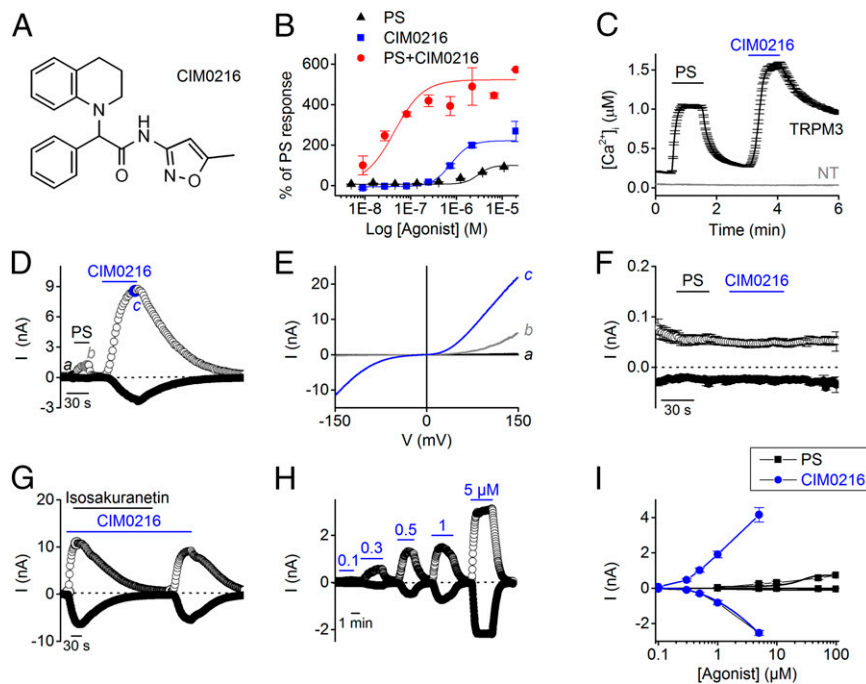 A
CIM0216
N
O
NH
N
O
B
PS
CIM0216
PS+CIM0216
% of PS response
600
400
200
0
1E-8 1E-7 1E-6 1E-5
Log [Agonist] (M)
C
CIM0216
PS
TRPM3
NT
[Ca2+]i (µM)
1.5
1.0
0.5
0.0
0 2 4 6
Time (min)
D
CIM0216
PS
a b c
I (nA)
9
6
3
0
-3
30 s
E
I (nA)
20
10
0
-10
c
b
a
-150 0 150
V (mV)
F
PS CIM0216
I (nA)
0.2
0.1
0.0
30 s
G
Isosakuranetin
CIM0216
I (nA)
20
10
0
-10
30 s
H
0.1 0.3 0.5 1 5 µM
I (nA)
2
0
-2
1 min
I
PS
CIM0216
I (nA)
4
2
0
-2
0.1 1 10 100
[Agonist] (µM)